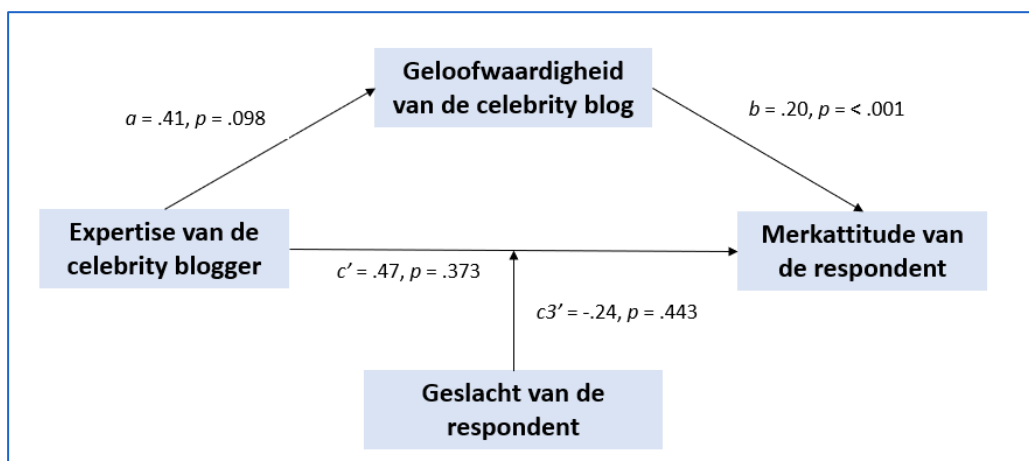 Geloofwaardigheid
van de celebrity blog
a = .41, p = .098
b = .20, p = < .001
Expertise van de
celebrity blogger
Merkattitude van
de respondent
c’ = .47, p = .373
c3’ = -.24, p = .443
Geslacht van de
respondent